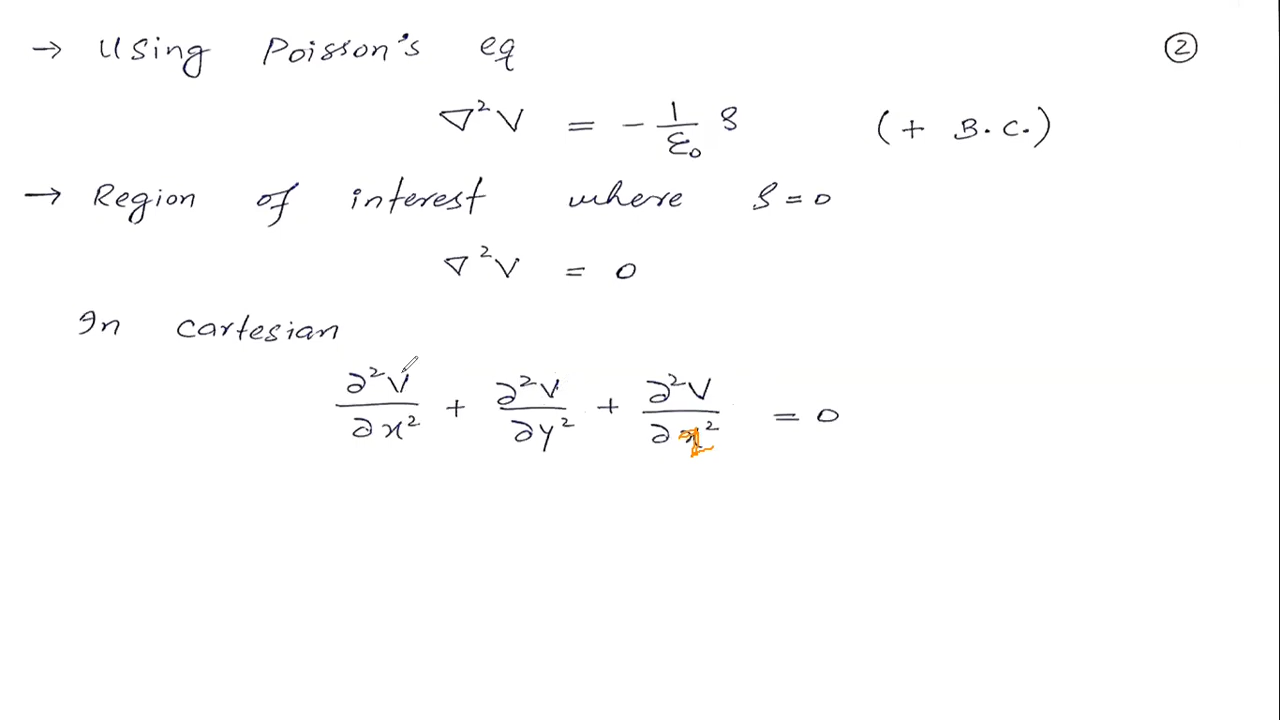 → Using Poisson's eq ②
∇²V = - 1/ε₀ ρ (+ B.C.)
→ Region of interest where ρ = 0
∇²V = 0
In cartesian
∂²V/∂x² + ∂²V/∂y² + ∂²V/∂z² = 0